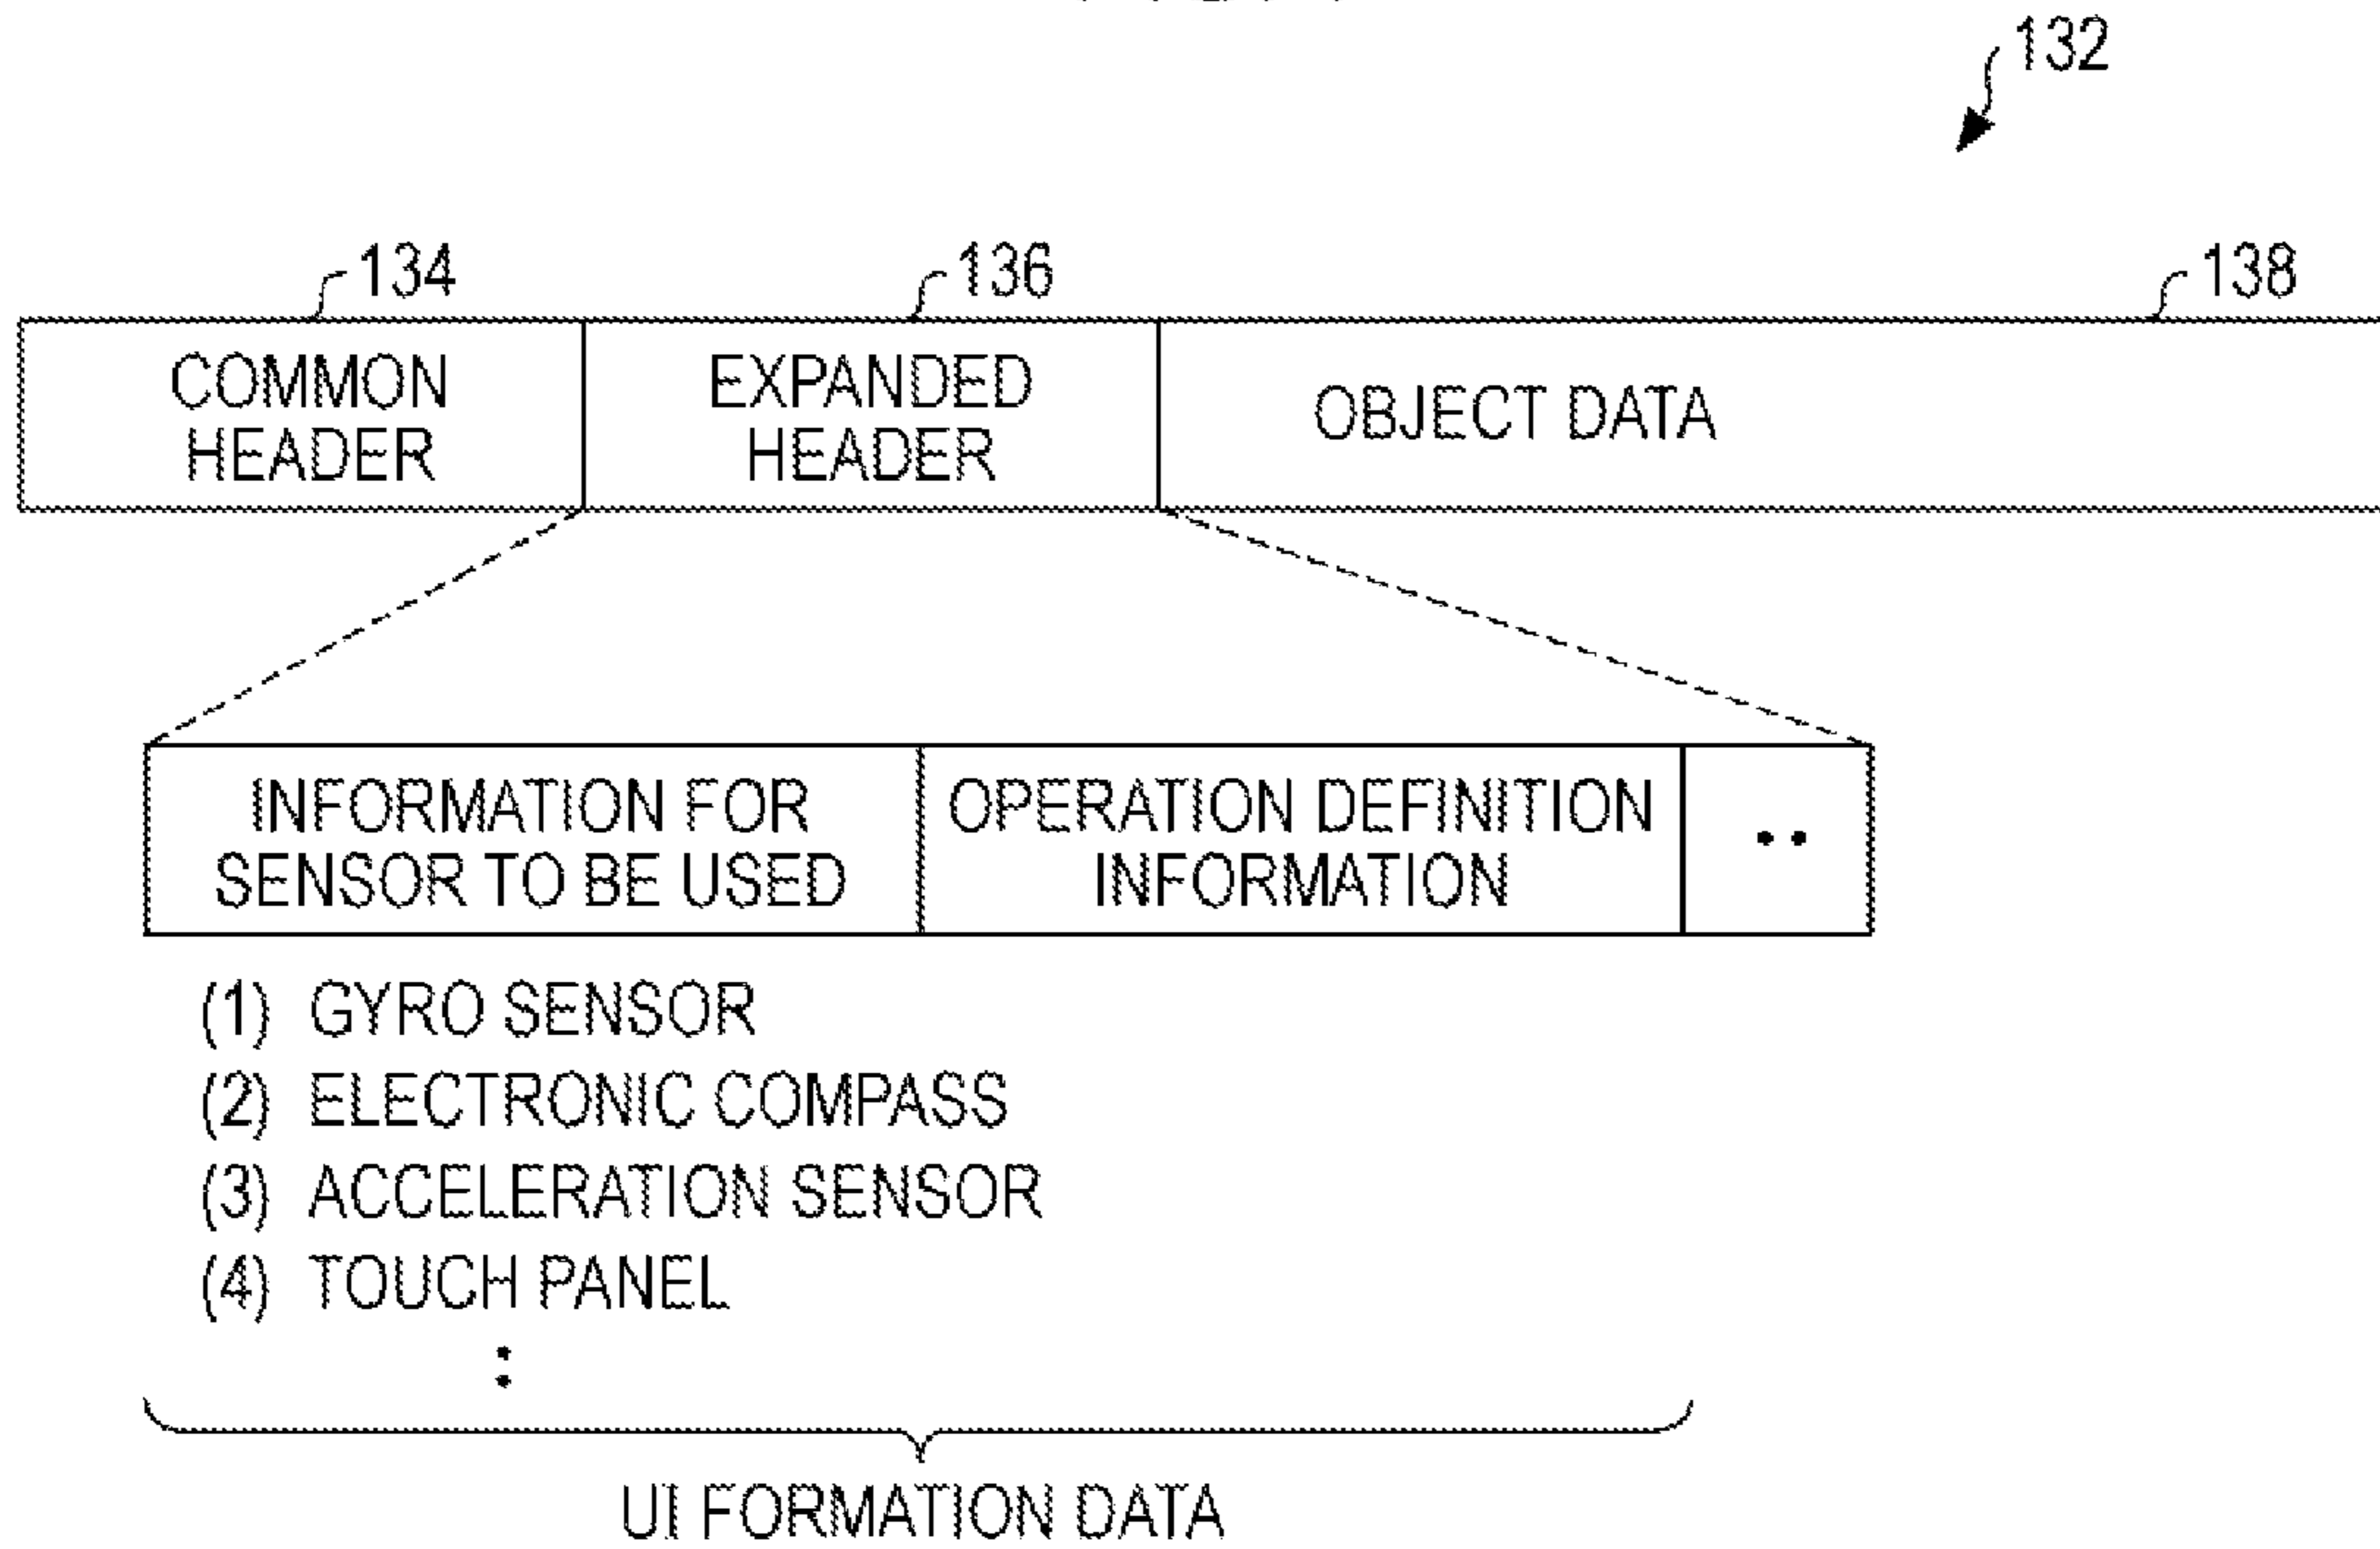 132
134
136
138
COMMON
HEADER
EXPANDED
HEADER
OBJECT DATA
INFORMATION FOR
SENSOR TO BE USED
OPERATION DEFINITION
INFORMATION
(1) GYRO SENSOR
(2) ELECTRONIC COMPASS
(3) ACCELERATION SENSOR
(4) TOUCH PANEL
UI FORMATION DATA